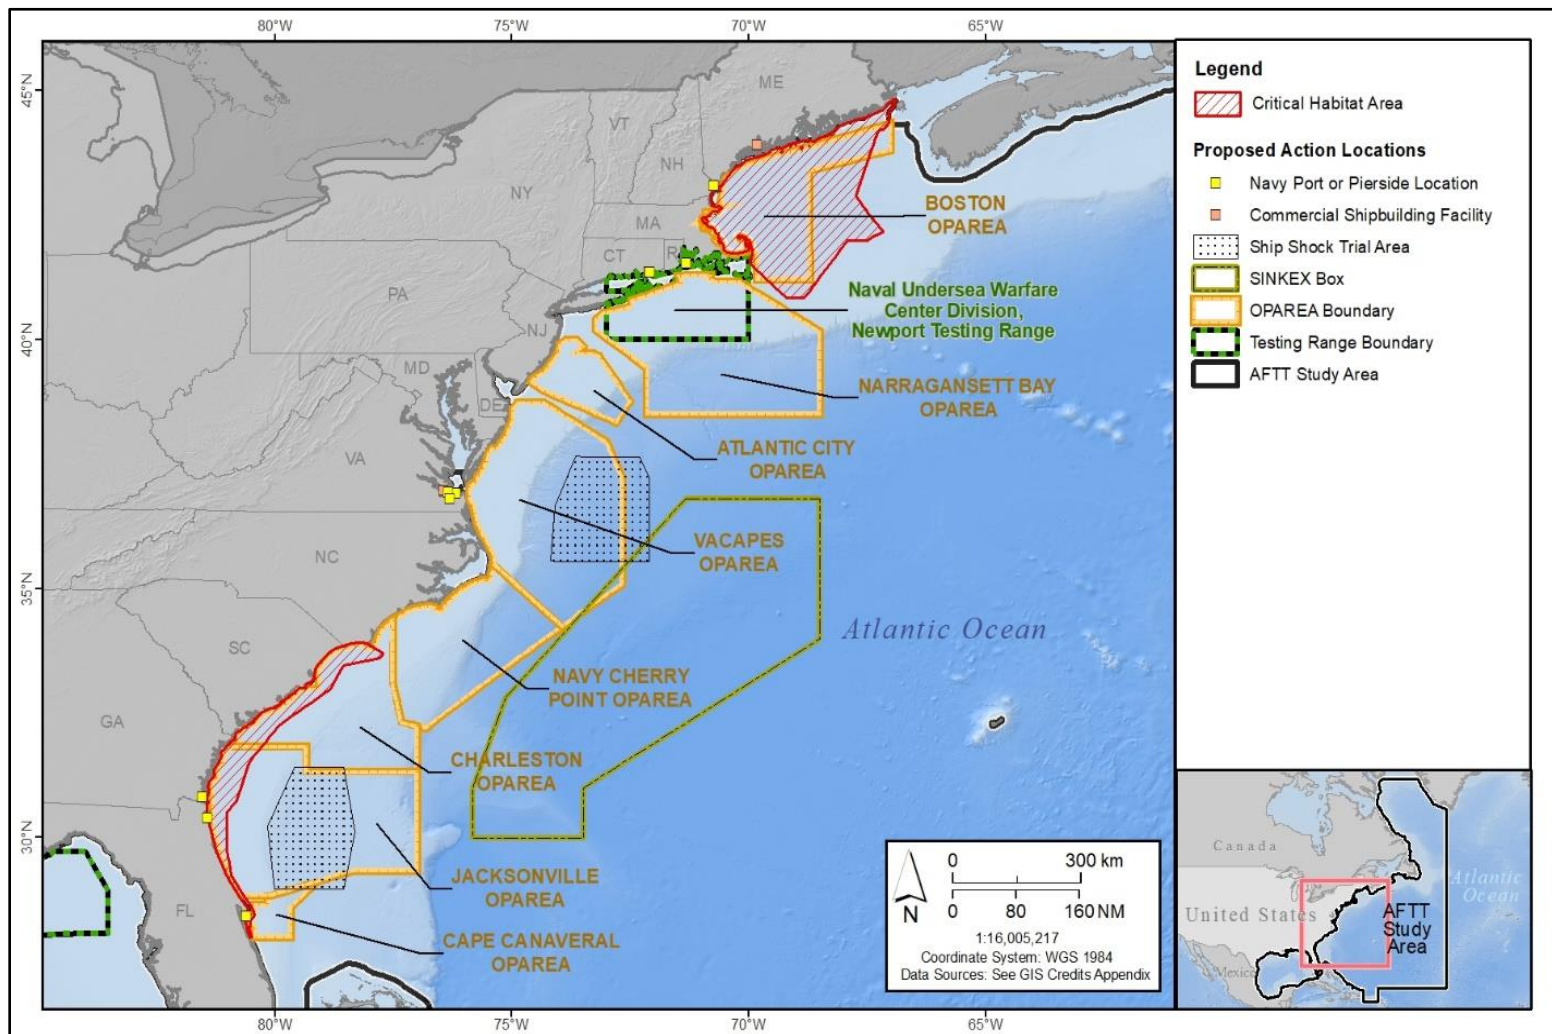 80°W
75°W
70°W
65°W
45°N
40°N
35°N
30°N
ME
VT
NH
NY
MA
CT
R
PA
NJ
MD
DE
VA
NC
SC
GA
FL
BOSTON
OPAREA
Naval Undersea Warfare
Center Division,
Newport Testing Range
NARRAGANSETT BAY
OPAREA
ATLANTIC CITY
OPAREA
VACAPES
OPAREA
Atlantic Ocean
NAVY CHERRY
POINT OPAREA
CHARLESTON
OPAREA
JACKSONVILLE
OPAREA
CAPE CANAVERAL
OPAREA
N
0 300 km
0 80 160 NM
1:16,005,217
Coordinate System: WGS 1984
Data Sources: See GIS Credits Appendix
80°W
75°W
70°W
65°W
Legend
Critical Habitat Area
Proposed Action Locations
Navy Port or Pierside Location
Commercial Shipbuilding Facility
Ship Shock Trial Area
SINKEX Box
OPAREA Boundary
Testing Range Boundary
AFTT Study Area
Canada
United States
Mexico
Atlantic
Ocean
AFTT
Study
Area